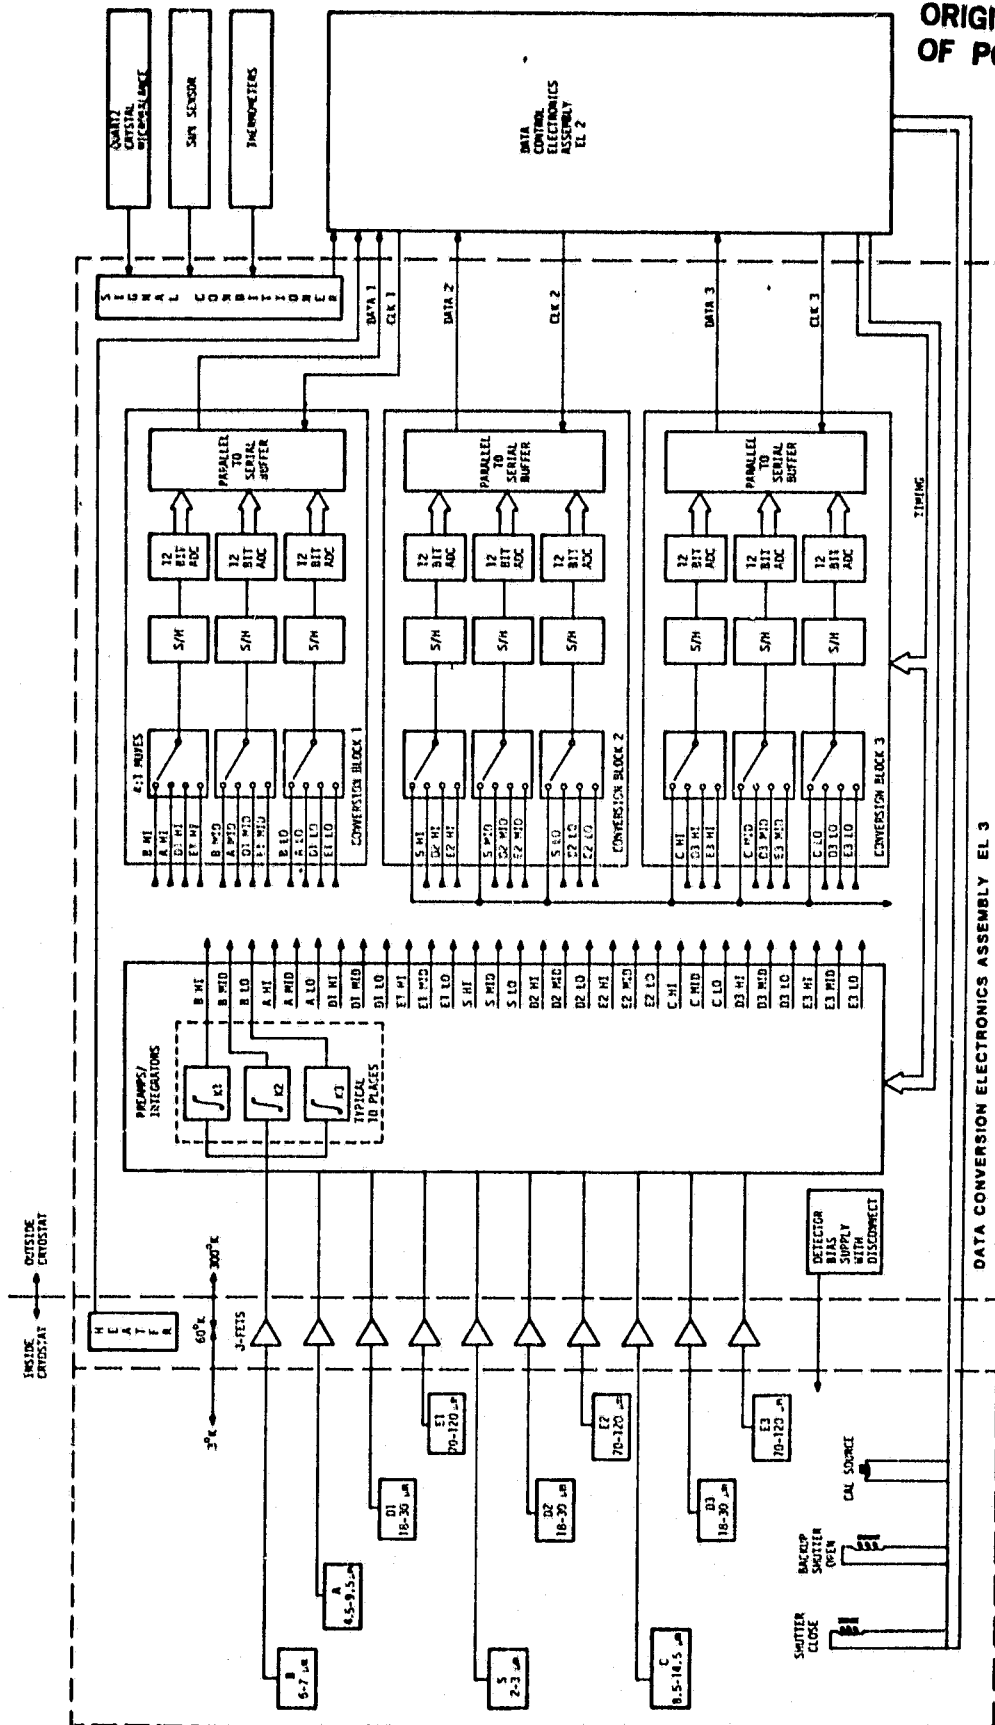 ORIGI
OF PO
QUARTZ
CRYSTAL
MICROBALANCE
SUN SENSOR
THERMOMETERS
SIGNAL CONDITIONER
DATA
CONTROL
ELECTRONICS
ASSEMBLY
EL 2
DATA 1
CLK 1
DATA 2
CLK 2
DATA 3
CLK 3
TIMING
PARALLEL
TO
SERIAL
BUFFER
12
BIT
ADC
12
BIT
ADC
12
BIT
ADC
S/H
S/H
S/H
4:1 MUXES
B HI
A HI
D1 HI
E1 HI
B MID
A MID
D1 MID
E1 MID
B LO
A LO
D1 LO
E1 LO
CONVERSION BLOCK 1
PARALLEL
TO
SERIAL
BUFFER
12
BIT
ADC
12
BIT
ADC
12
BIT
ADC
S/H
S/H
S/H
S HI
D2 HI
E2 HI
S MID
D2 MID
E2 MID
S LO
D2 LO
E2 LO
CONVERSION BLOCK 2
PARALLEL
TO
SERIAL
BUFFER
12
BIT
ADC
12
BIT
ADC
12
BIT
ADC
S/H
S/H
S/H
C HI
D3 HI
E3 HI
C MID
D3 MID
E3 MID
C LO
D3 LO
E3 LO
CONVERSION BLOCK 3
B HI
B MID
B LO
A HI
A MID
A LO
D1 HI
D1 MID
D1 LO
E1 HI
E1 MID
E1 LO
S HI
S MID
S LO
D2 HI
D2 MID
D2 LO
E2 HI
E2 MID
E2 LO
C HI
C MID
C LO
D3 HI
D3 MID
D3 LO
E3 HI
E3 MID
E3 LO
PREAMPS/
INTEGRATORS
∫K1
∫K2
∫K3
TYPICAL
10 PLACES
OUTSIDE
CRYOSTAT
INSIDE
CRYOSTAT
HEATER
300°K
60°K
3°K
J-FETS
DETECTOR
BIAS
SUPPLY
WITH
DISCONNECT
B
6-7 μm
A
4.5-9.5 μm
D1
18-30 μm
E1
70-120 μm
S
2-3 μm
D2
18-30 μm
E2
70-120 μm
C
8.5-14.5 μm
D3
18-30 μm
E3
70-120 μm
CAL SOURCE
BACKUP
SHUTTER
OPEN
SHUTTER
CLOSE
DATA CONVERSION ELECTRONICS ASSEMBLY EL 3